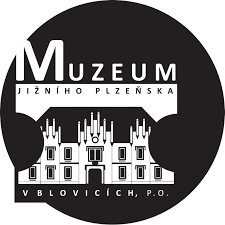 MUZEUM
JIŽNÍHO PLZEŇSKA
V BLOVICÍCH, P.O.